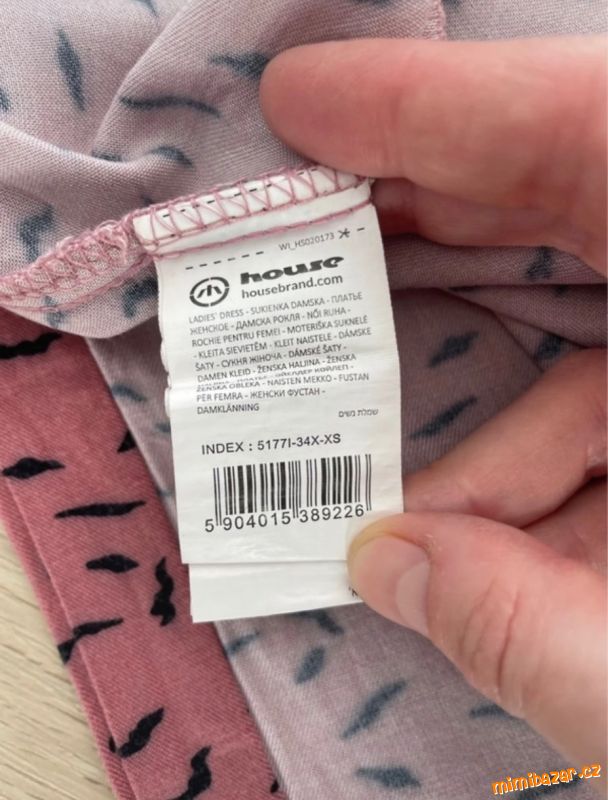 WI_HS020173
house
housebrand.com
LADIES' DRESS - SUKIENKA DAMSKA - ПЛАТЬЕ
ЖЕНСКОЕ - ДАМСКА РОКЛЯ - NŐI RUHA -
ROCHIE PENTRU FEMEI - MOTERIŠKA SUKNELĖ
- KLEITA SIEVIETĒM - KLEIT NAISTELE - DÁMSKE
ŠATY - СУКНЯ ЖІНОЧА - DÁMSKÉ ŠATY -
DAMEN KLEID - ŽENSKA HALJINA - ŽENSKA
ŽENSKA OBLEKA - NAISTEN MEKKO - FUSTAN
PËR FEMRA - ЖЕНСКИ ФУСТАН -
DAMKLÄNNING
שמלת נשים
INDEX : 5177I-34X-XS
5 904015 389226
mimibazar.cz